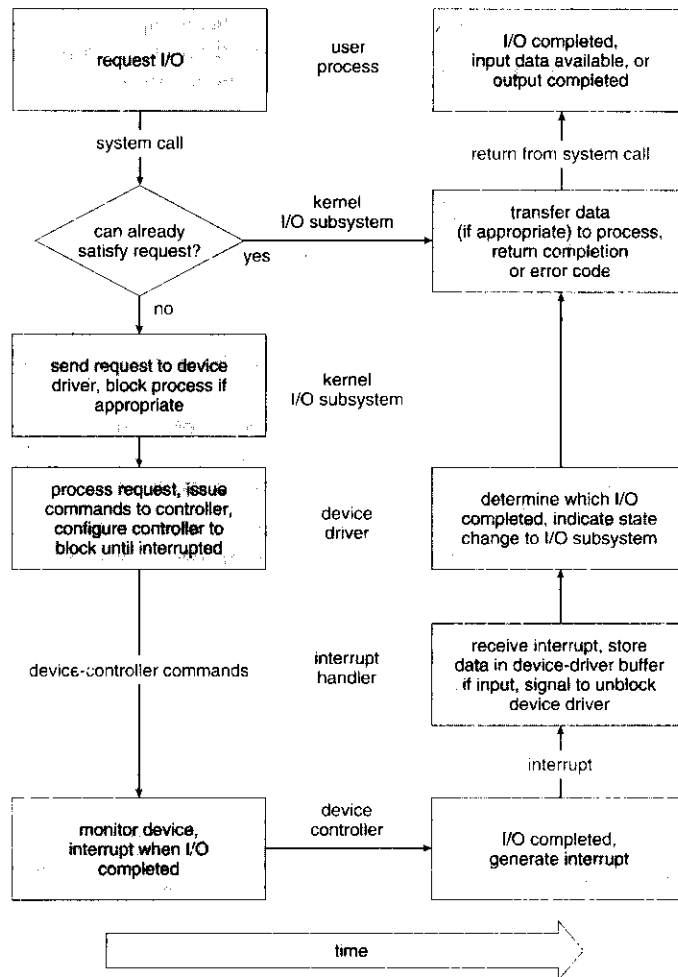 request I/O
user
process
I/O completed,
input data available, or
output completed
system call
return from system call
can already
satisfy request?
kernel
I/O subsystem
yes
no
transfer data
(if appropriate) to process,
return completion
or error code
send request to device
driver, block process if
appropriate
kernel
I/O subsystem
process request, issue
commands to controller,
configure controller to
block until interrupted
device
driver
determine which I/O
completed, indicate state
change to I/O subsystem
device-controller commands
interrupt
handler
receive interrupt, store
data in device-driver buffer
if input, signal to unblock
device driver
interrupt
monitor device,
interrupt when I/O
completed
device
controller
I/O completed,
generate interrupt
time